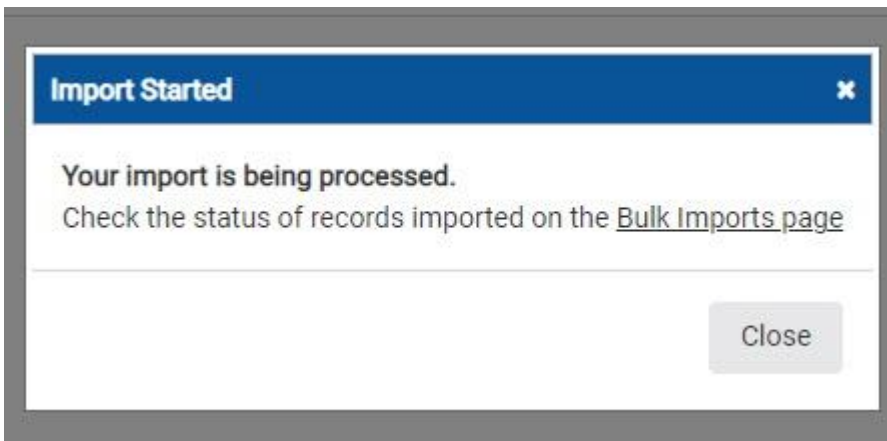 Import Started
Your import is being processed.
Check the status of records imported on the Bulk Imports page
Close